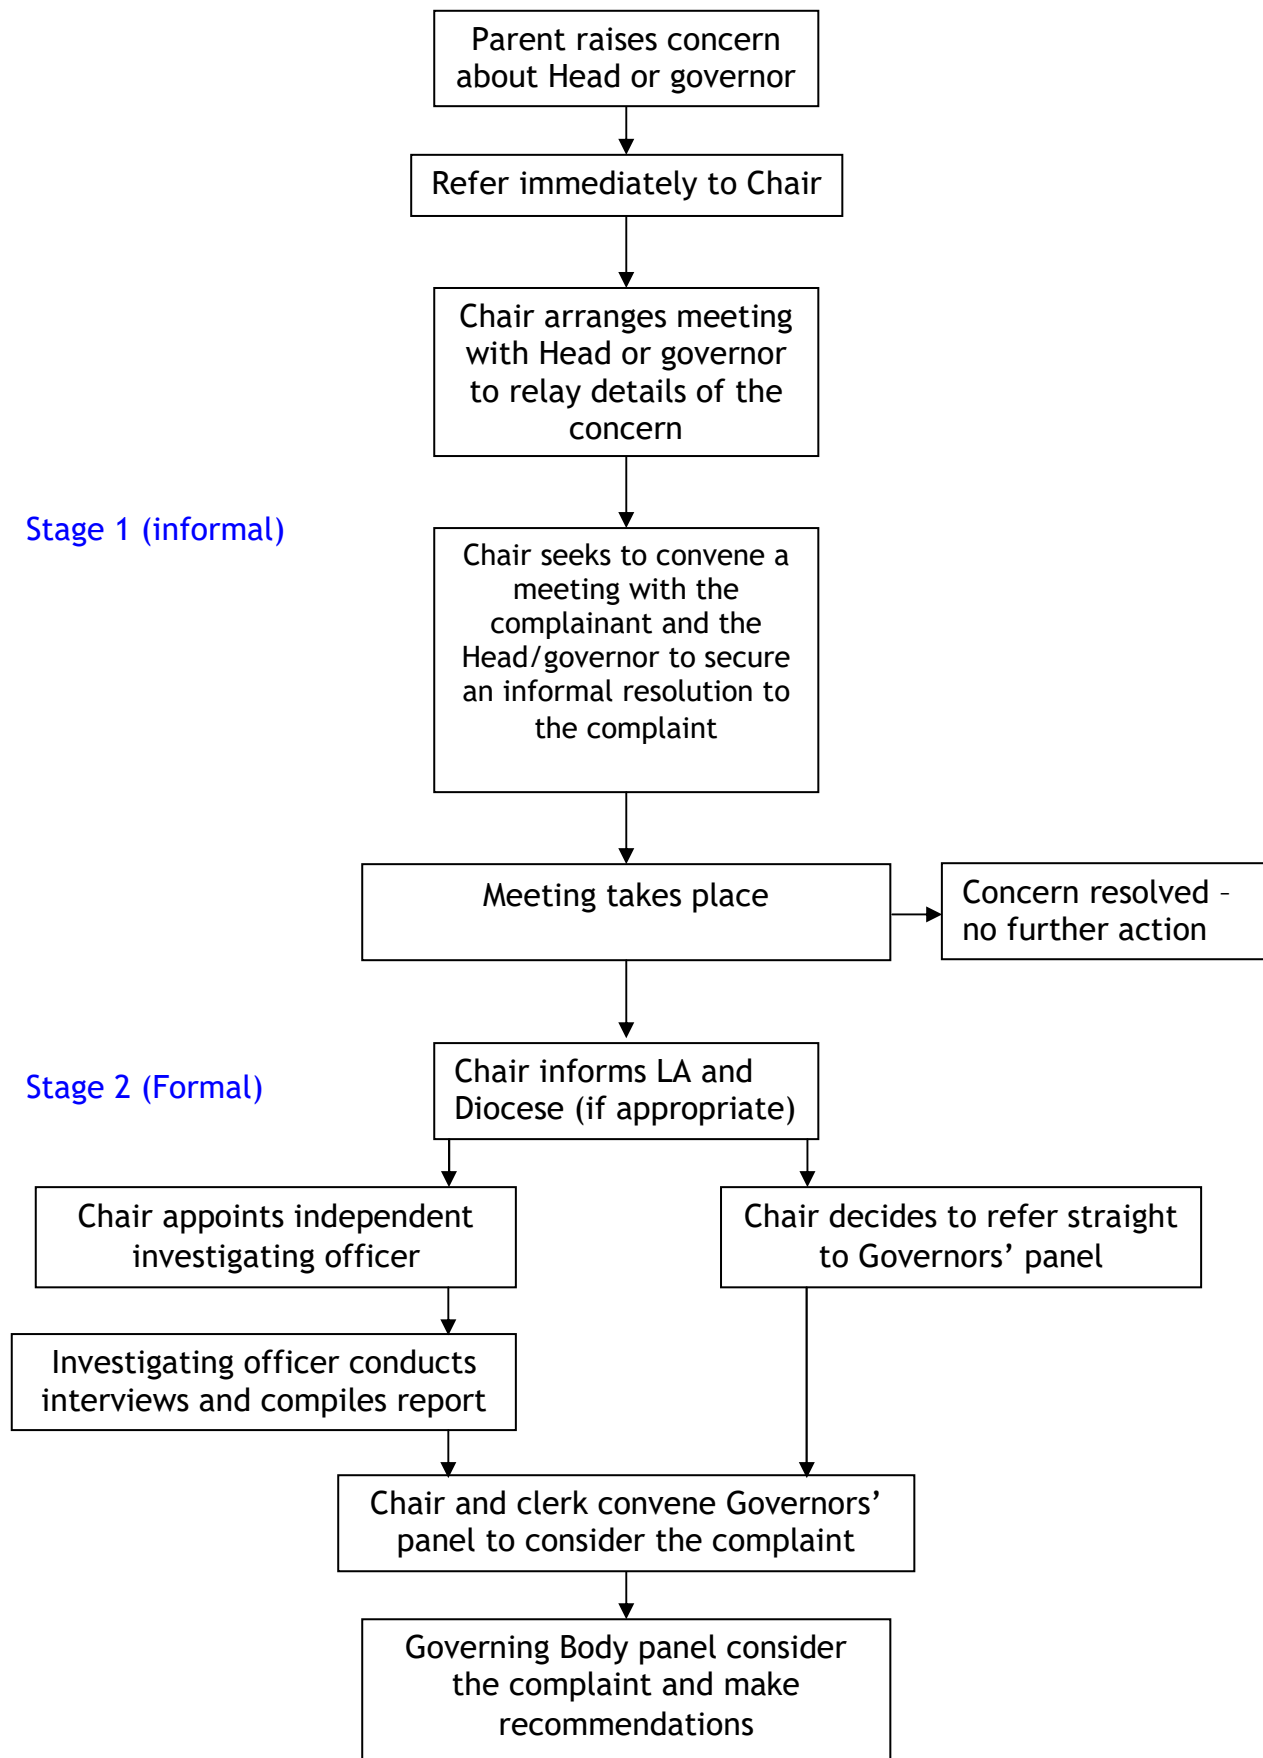 Parent raises concern
about Head or governor
Refer immediately to Chair
Chair arranges meeting
with Head or governor
to relay details of the
concern
Stage 1 (informal)
Chair seeks to convene a
meeting with the
complainant and the
Head/governor to secure
an informal resolution to
the complaint
Meeting takes place
Concern resolved –
no further action
Stage 2 (Formal)
Chair informs LA and
Diocese (if appropriate)
Chair appoints independent
investigating officer
Chair decides to refer straight
to Governors’ panel
Investigating officer conducts
interviews and compiles report
Chair and clerk convene Governors’
panel to consider the complaint
Governing Body panel consider
the complaint and make
recommendations